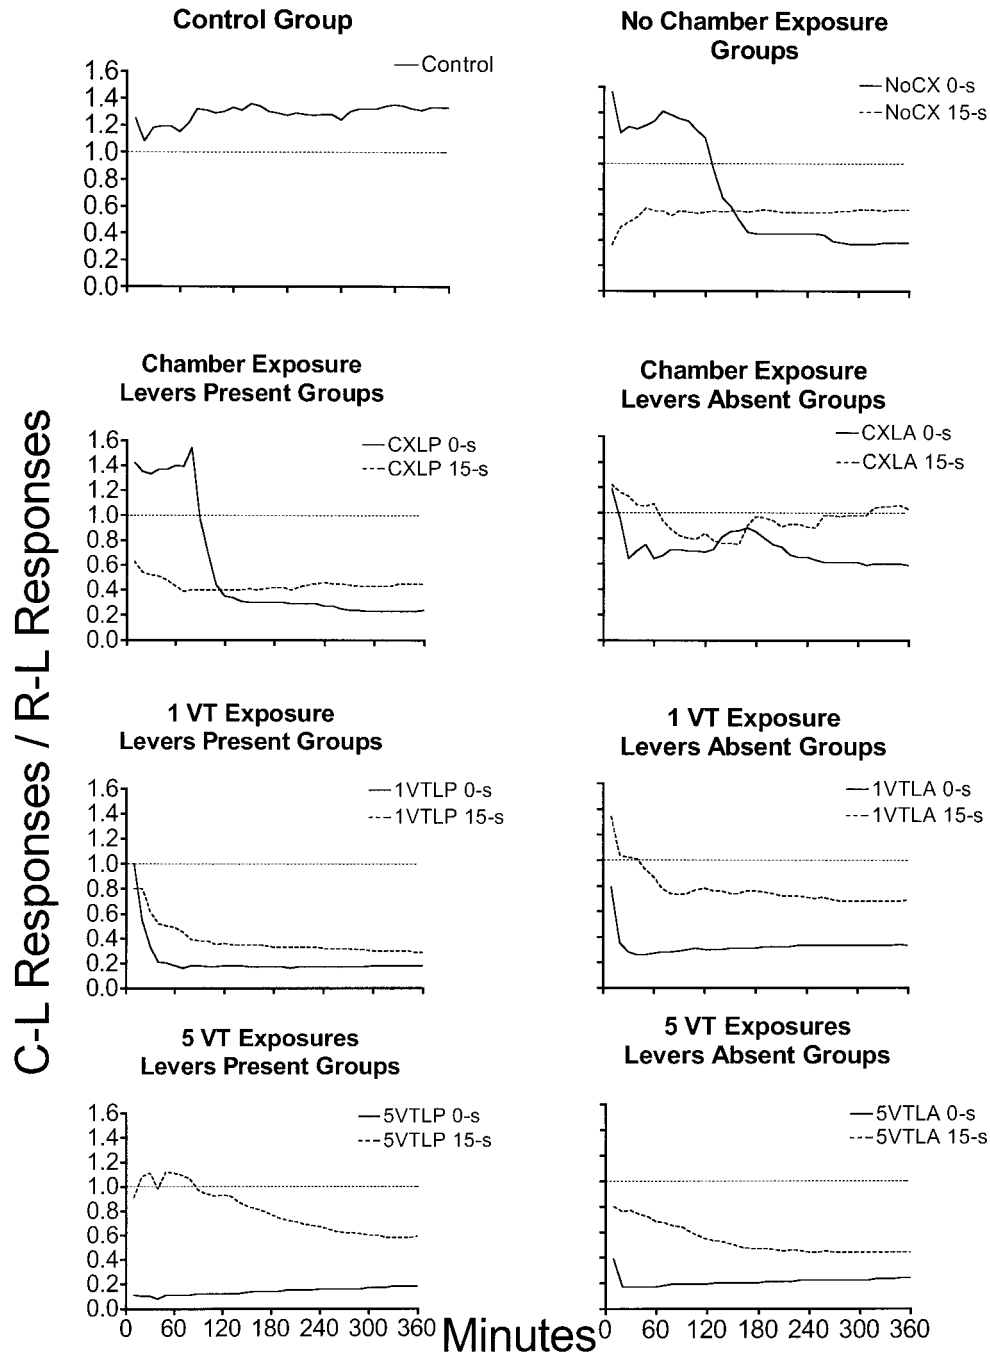 Control Group
Control
1.6
1.4
1.2
1.0
0.8
0.6
0.4
0.2
0.0
No Chamber Exposure
Groups
NoCX 0-s
NoCX 15-s
Chamber Exposure
Levers Present Groups
CXLP 0-s
CXLP 15-s
1.6
1.4
1.2
1.0
0.8
0.6
0.4
0.2
0.0
Chamber Exposure
Levers Absent Groups
CXLA 0-s
CXLA 15-s
C-L Responses / R-L Responses
1 VT Exposure
Levers Present Groups
1VTLP 0-s
1VTLP 15-s
1.6
1.4
1.2
1.0
0.8
0.6
0.4
0.2
0.0
1 VT Exposure
Levers Absent Groups
1VTLA 0-s
1VTLA 15-s
5 VT Exposures
Levers Present Groups
5VTLP 0-s
5VTLP 15-s
1.6
1.4
1.2
1.0
0.8
0.6
0.4
0.2
0.0
0 60 120 180 240 300 360
5 VT Exposures
Levers Absent Groups
5VTLA 0-s
5VTLA 15-s
0 60 120 180 240 300 360
Minutes